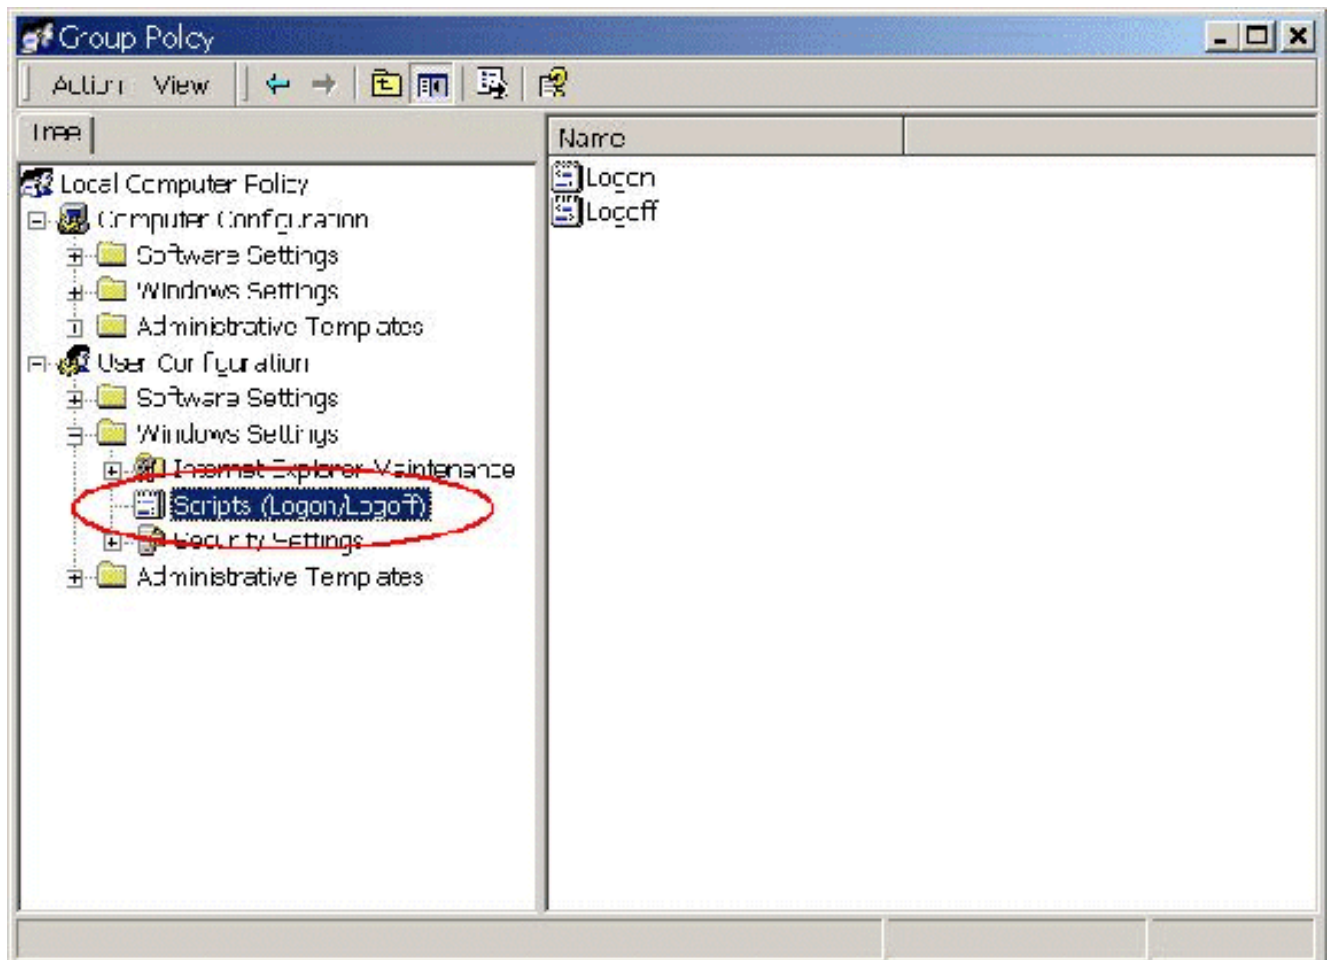 Group Policy
Action View
Tree
Name
Local Computer Policy
Computer Configuration
Software Settings
Windows Settings
Administrative Templates
User Configuration
Software Settings
Windows Settings
Internet Explorer Maintenance
Scripts (Logon/Logoff)
Security Settings
Administrative Templates
Logon
Logoff